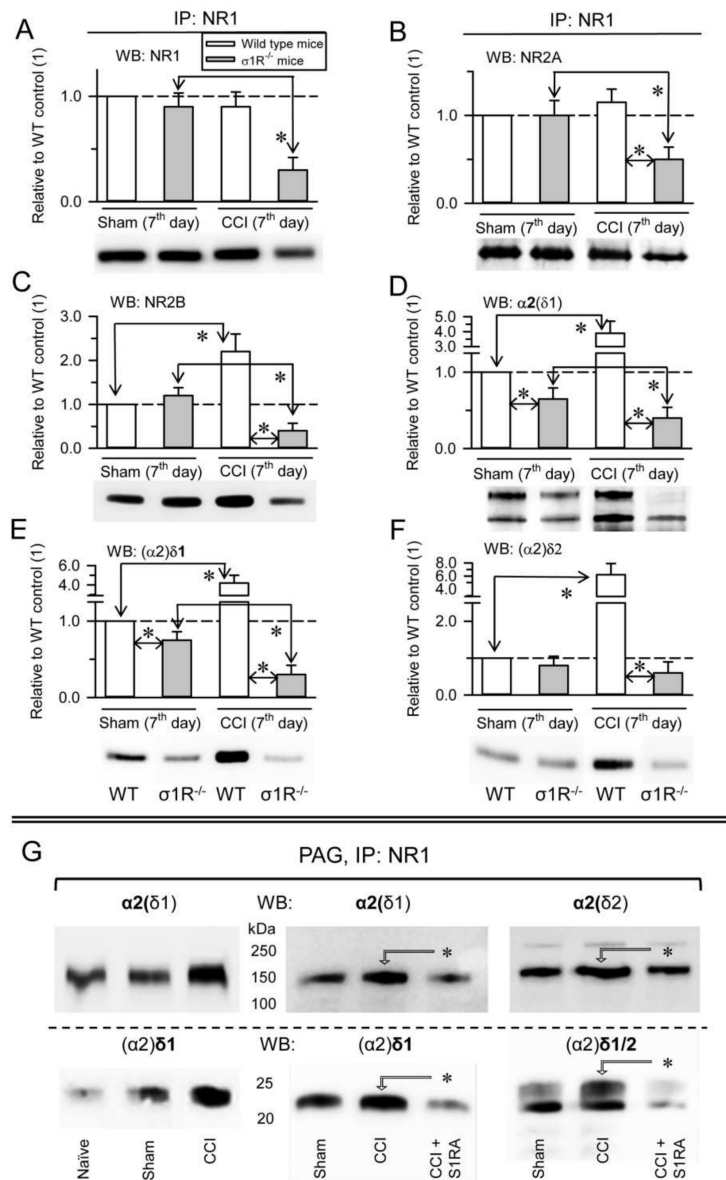 A
IP: NR1
WB: NR1
Wild type mice
σ1R-/- mice
Relative to WT control (1)
1.0
0.0
*
*
Sham (7th day)
CCI (7th day)
B
IP: NR1
WB: NR2A
Relative to WT control (1)
1.0
0.0
*
*
Sham (7th day)
CCI (7th day)
C
WB: NR2B
Relative to WT control (1)
3.0
2.0
1.0
0.0
*
*
*
Sham (7th day)
CCI (7th day)
D
WB: α2(δ1)
Relative to WT control (1)
5.0
4.0
3.0
1.0
0.0
*
*
*
*
Sham (7th day)
CCI (7th day)
E
WB: (α2)δ1
Relative to WT control (1)
6.0
4.0
1.0
0.0
*
*
*
*
Sham (7th day)
CCI (7th day)
WT σ1R-/- WT σ1R-/-
F
WB: (α2)δ2
Relative to WT control (1)
8.0
6.0
4.0
2.0
0.0
*
*
Sham (7th day)
CCI (7th day)
WT σ1R-/- WT σ1R-/-
G
PAG, IP: NR1
α2(δ1) WB: α2(δ1) α2(δ2)
kDa
250
150
100
*
*
(α2)δ1 WB: (α2)δ1 (α2)δ1/2
25
20
*
*
Naïve
Sham
CCI
Sham
CCI
CCI +
S1RA
Sham
CCI
CCI +
S1RA